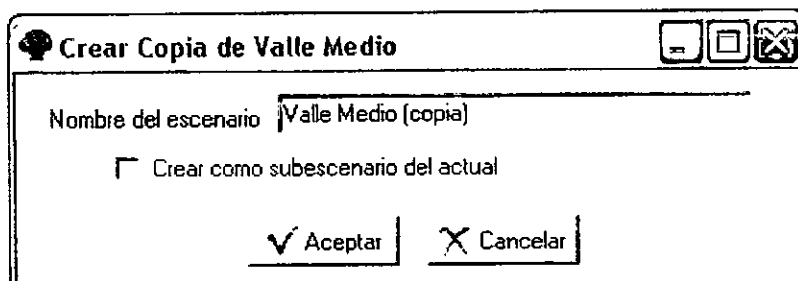 Crear Copia de Valle Medio
Nombre del escenario Valle Medio (copia)
Crear como subescenario del actual
Aceptar Cancelar